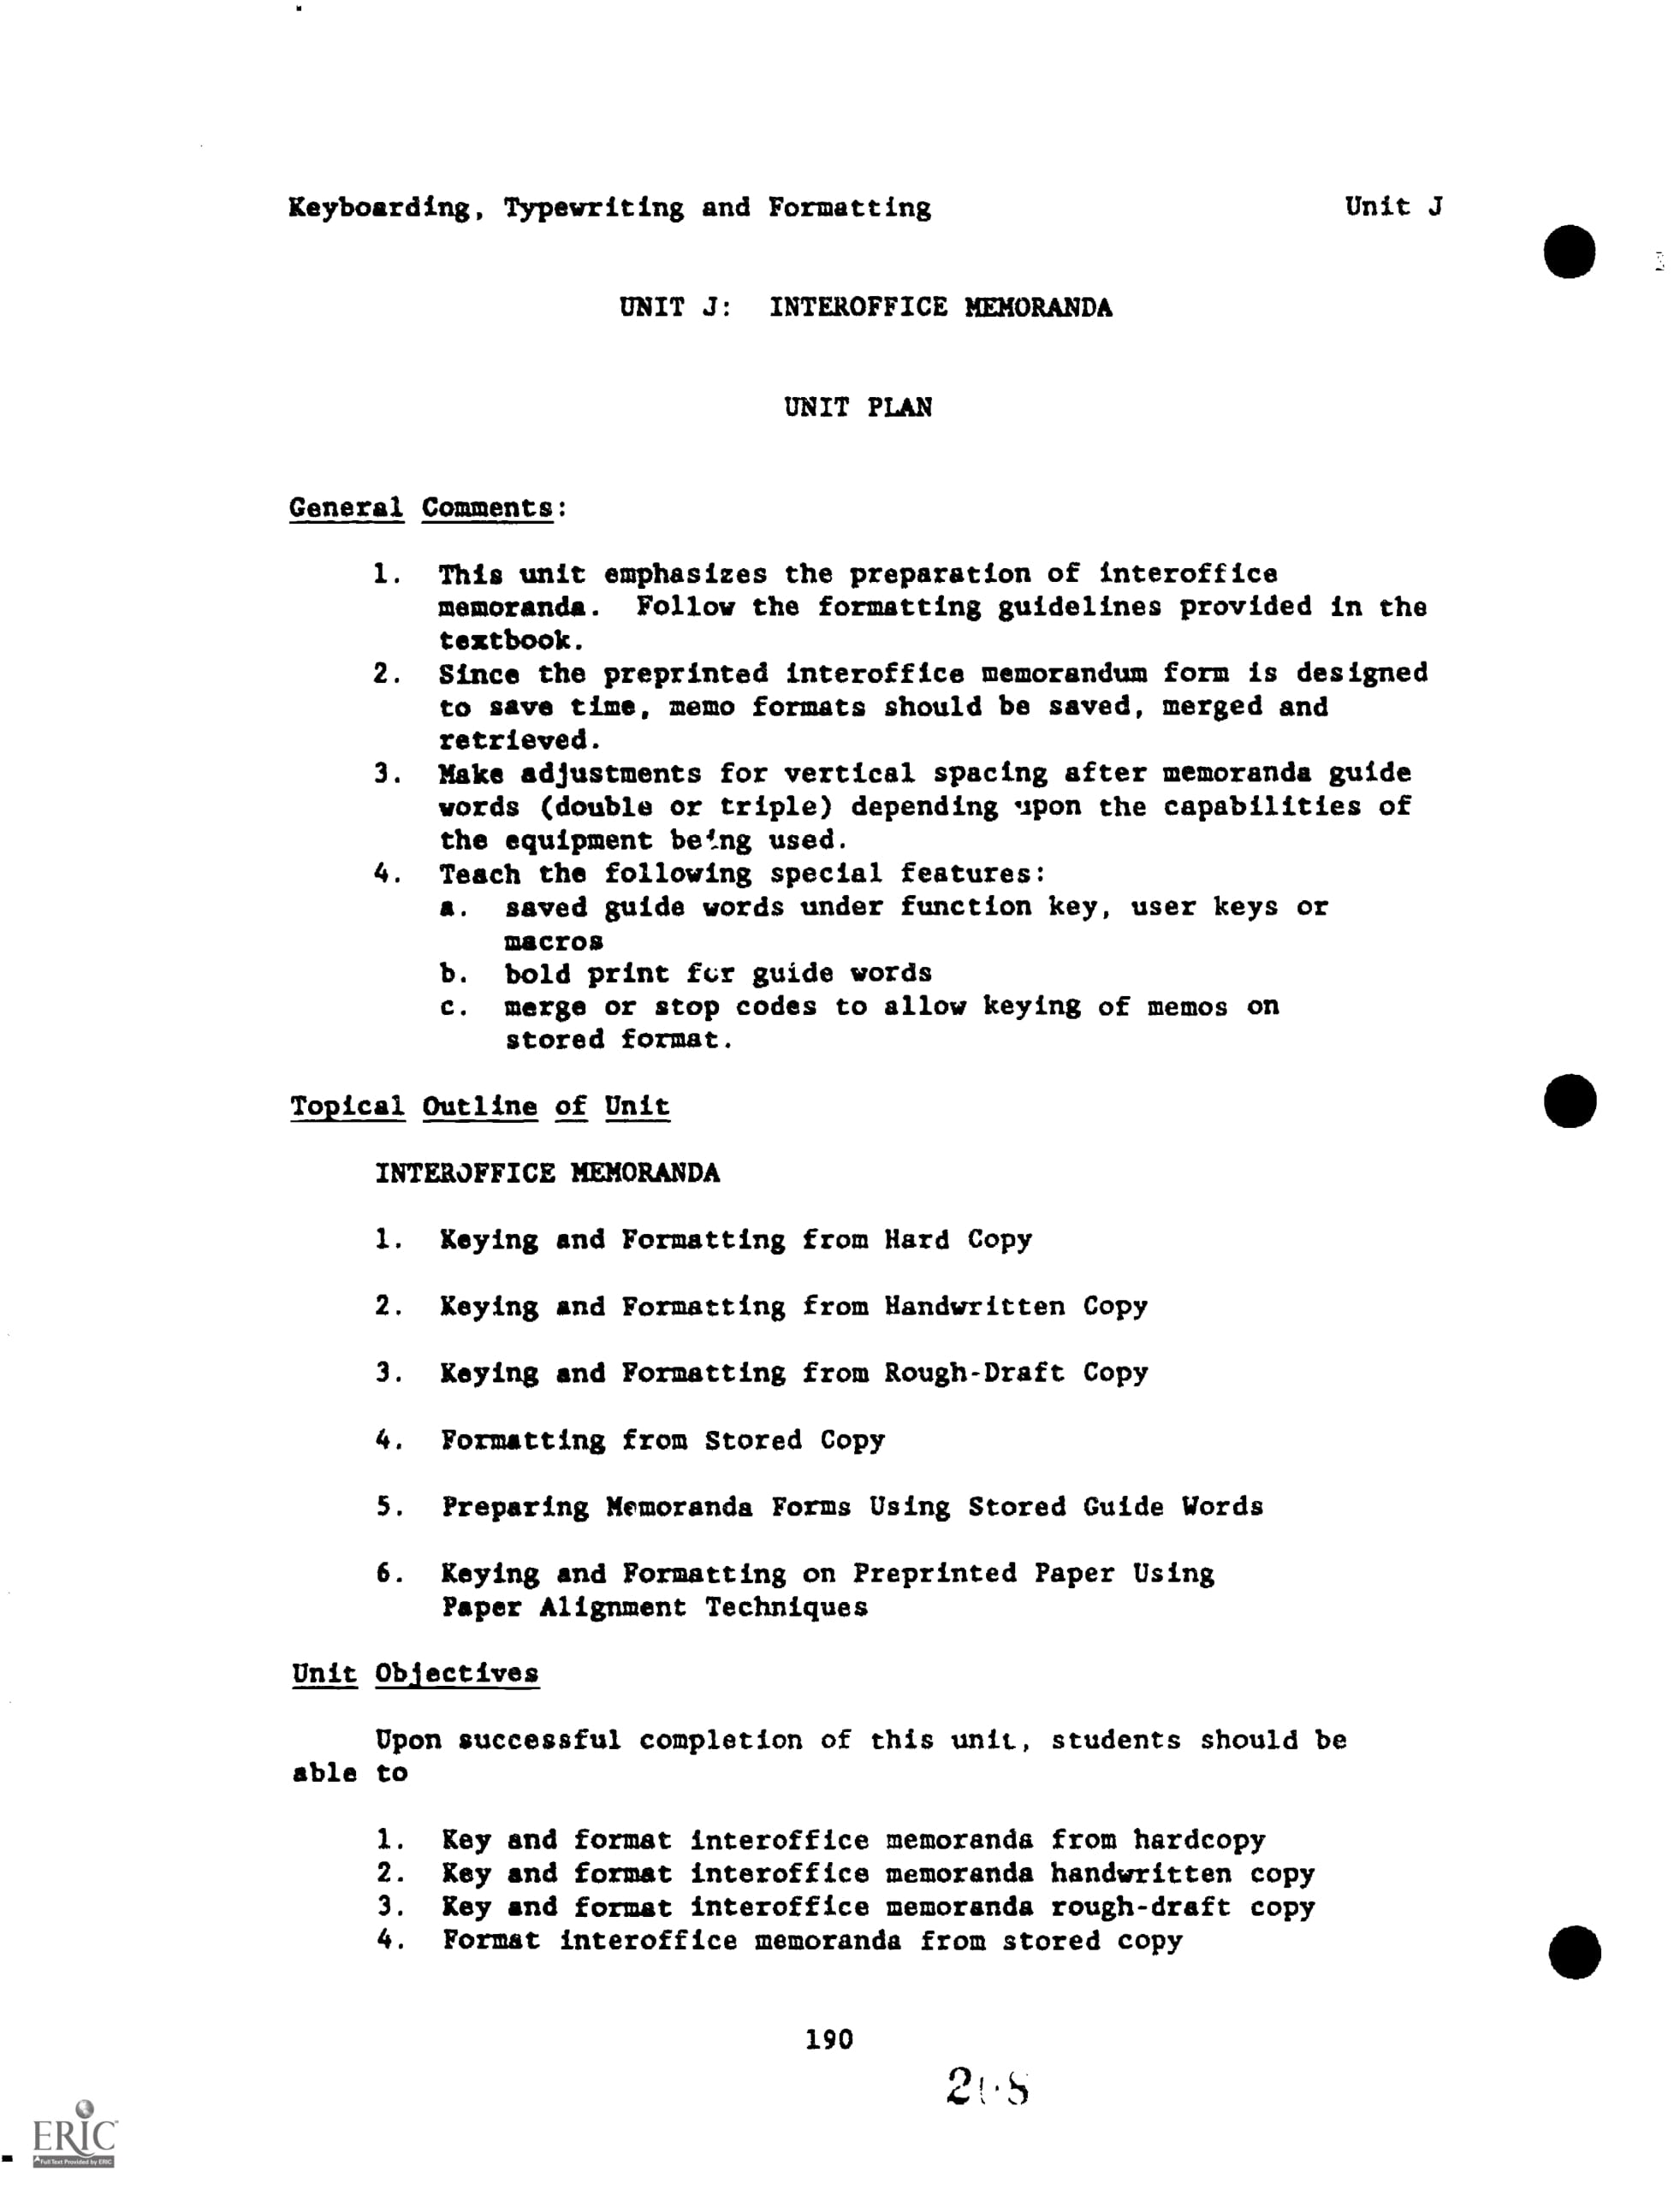 Keyboarding, Typewriting and Formatting Unit J
UNIT J: INTEROFFICE MEMORANDA
UNIT PLAN
General Comments:
1. This unit emphasizes the preparation of interoffice
memoranda. Follow the formatting guidelines provided in the
textbook.
2. Since the preprinted interoffice memorandum form is designed
to save time, memo formats should be saved, merged and
retrieved.
3. Make adjustments for vertical spacing after memoranda guide
words (double or triple) depending upon the capabilities of
the equipment being used.
4. Teach the following special features:
a. saved guide words under function key, user keys or
macros
b. bold print for guide words
c. merge or stop codes to allow keying of memos on
stored format.
Topical Outline of Unit
INTEROFFICE MEMORANDA
1. Keying and Formatting from Hard Copy
2. Keying and Formatting from Handwritten Copy
3. Keying and Formatting from Rough-Draft Copy
4. Formatting from Stored Copy
5. Preparing Memoranda Forms Using Stored Guide Words
6. Keying and Formatting on Preprinted Paper Using
Paper Alignment Techniques
Unit Objectives
Upon successful completion of this unit, students should be
able to
1. Key and format interoffice memoranda from hardcopy
2. Key and format interoffice memoranda handwritten copy
3. Key and format interoffice memoranda rough-draft copy
4. Format interoffice memoranda from stored copy
190
ERIC
Full Text Provided by ERIC